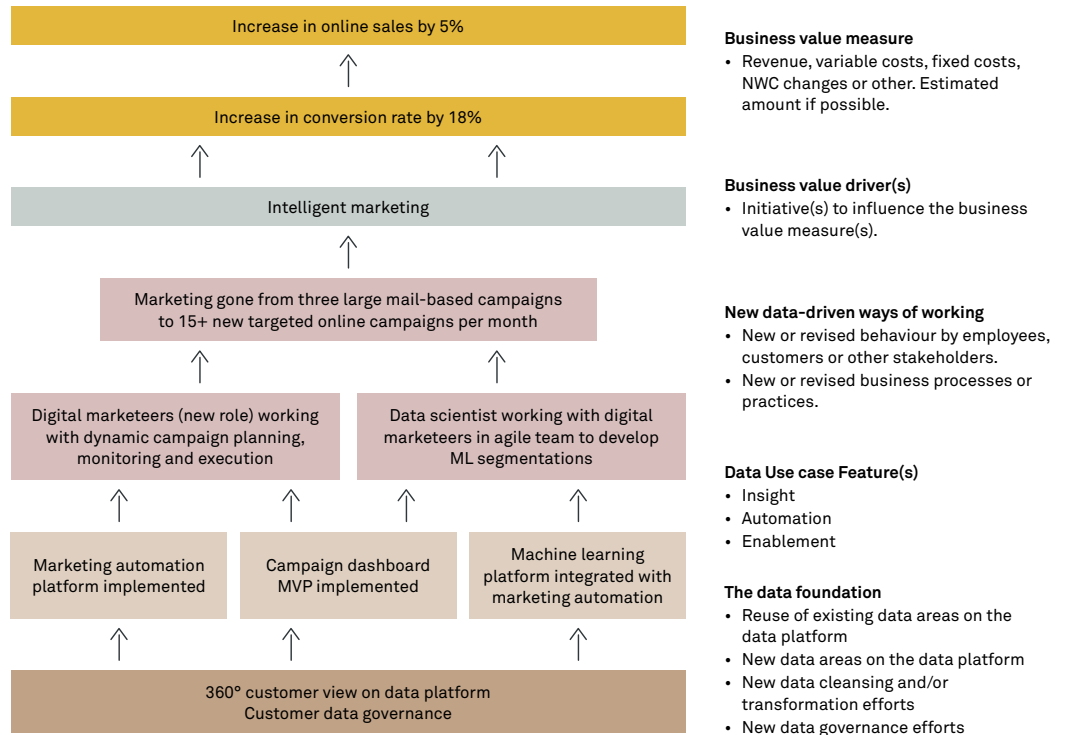 Increase in online sales by 5%
Increase in conversion rate by 18%
Intelligent marketing
Marketing gone from three large mail-based campaigns
to 15+ new targeted online campaigns per month
Digital marketeers (new role) working
with dynamic campaign planning,
monitoring and execution
Data scientist working with digital
marketeers in agile team to develop
ML segmentations
Marketing automation
platform implemented
Campaign dashboard
MVP implemented
Machine learning
platform integrated with
marketing automation
360° customer view on data platform
Customer data governance
Business value measure
• Revenue, variable costs, fixed costs,
NWC changes or other. Estimated
amount if possible.
Business value driver(s)
• Initiative(s) to influence the business
value measure(s).
New data-driven ways of working
• New or revised behaviour by employees,
customers or other stakeholders.
• New or revised business processes or
practices.
Data Use case Feature(s)
• Insight
• Automation
• Enablement
The data foundation
• Reuse of existing data areas on the
data platform
• New data areas on the data platform
• New data cleansing and/or
transformation efforts
• New data governance efforts